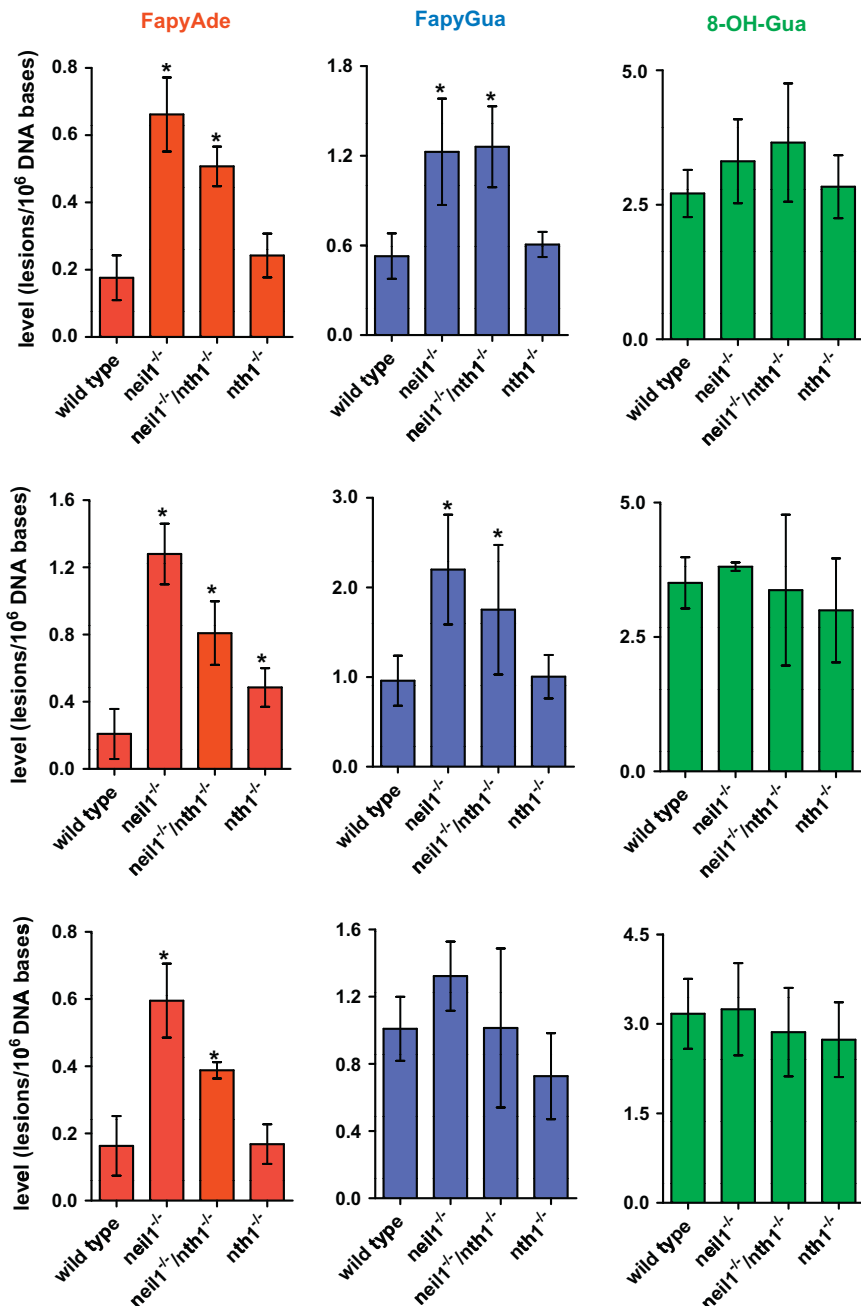 FapyAde
FapyGua
8-OH-Gua
level (lesions/10⁶ DNA bases)
0.8
0.6
0.4
0.2
0.0
*
*
wild type
neil1⁻/⁻
neil1⁻/⁻/nth1⁻/⁻
nth1⁻/⁻
1.8
1.2
0.6
0.0
*
*
wild type
neil1⁻/⁻
neil1⁻/⁻/nth1⁻/⁻
nth1⁻/⁻
5.0
2.5
0.0
wild type
neil1⁻/⁻
neil1⁻/⁻/nth1⁻/⁻
nth1⁻/⁻
level (lesions/10⁶ DNA bases)
1.6
1.2
0.8
0.4
0.0
*
*
*
wild type
neil1⁻/⁻
neil1⁻/⁻/nth1⁻/⁻
nth1⁻/⁻
3.0
2.0
1.0
0.0
*
*
wild type
neil1⁻/⁻
neil1⁻/⁻/nth1⁻/⁻
nth1⁻/⁻
5.0
2.5
0.0
wild type
neil1⁻/⁻
neil1⁻/⁻/nth1⁻/⁻
nth1⁻/⁻
level (lesions/10⁶ DNA bases)
0.8
0.6
0.4
0.2
0.0
*
*
wild type
neil1⁻/⁻
neil1⁻/⁻/nth1⁻/⁻
nth1⁻/⁻
1.6
1.2
0.8
0.4
0.0
wild type
neil1⁻/⁻
neil1⁻/⁻/nth1⁻/⁻
nth1⁻/⁻
4.5
3.0
1.5
0.0
wild type
neil1⁻/⁻
neil1⁻/⁻/nth1⁻/⁻
nth1⁻/⁻